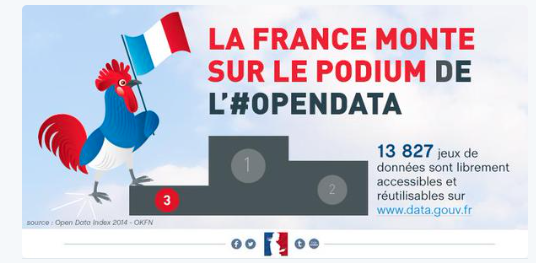 LA FRANCE MONTE
SUR LE PODIUM DE
L'#OPENDATA
1
2
3
13 827 jeux de
données sont librement
accessibles et
réutilisables sur
www.data.gouv.fr
source : Open Data Index 2014 - OKFN